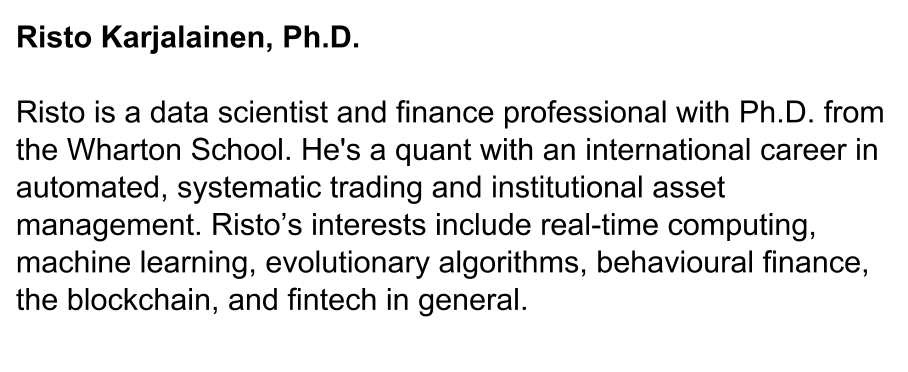 Risto Karjalainen, Ph.D.
Risto is a data scientist and finance professional with Ph.D. from
the Wharton School. He's a quant with an international career in
automated, systematic trading and institutional asset
management. Risto’s interests include real-time computing,
machine learning, evolutionary algorithms, behavioural finance,
the blockchain, and fintech in general.